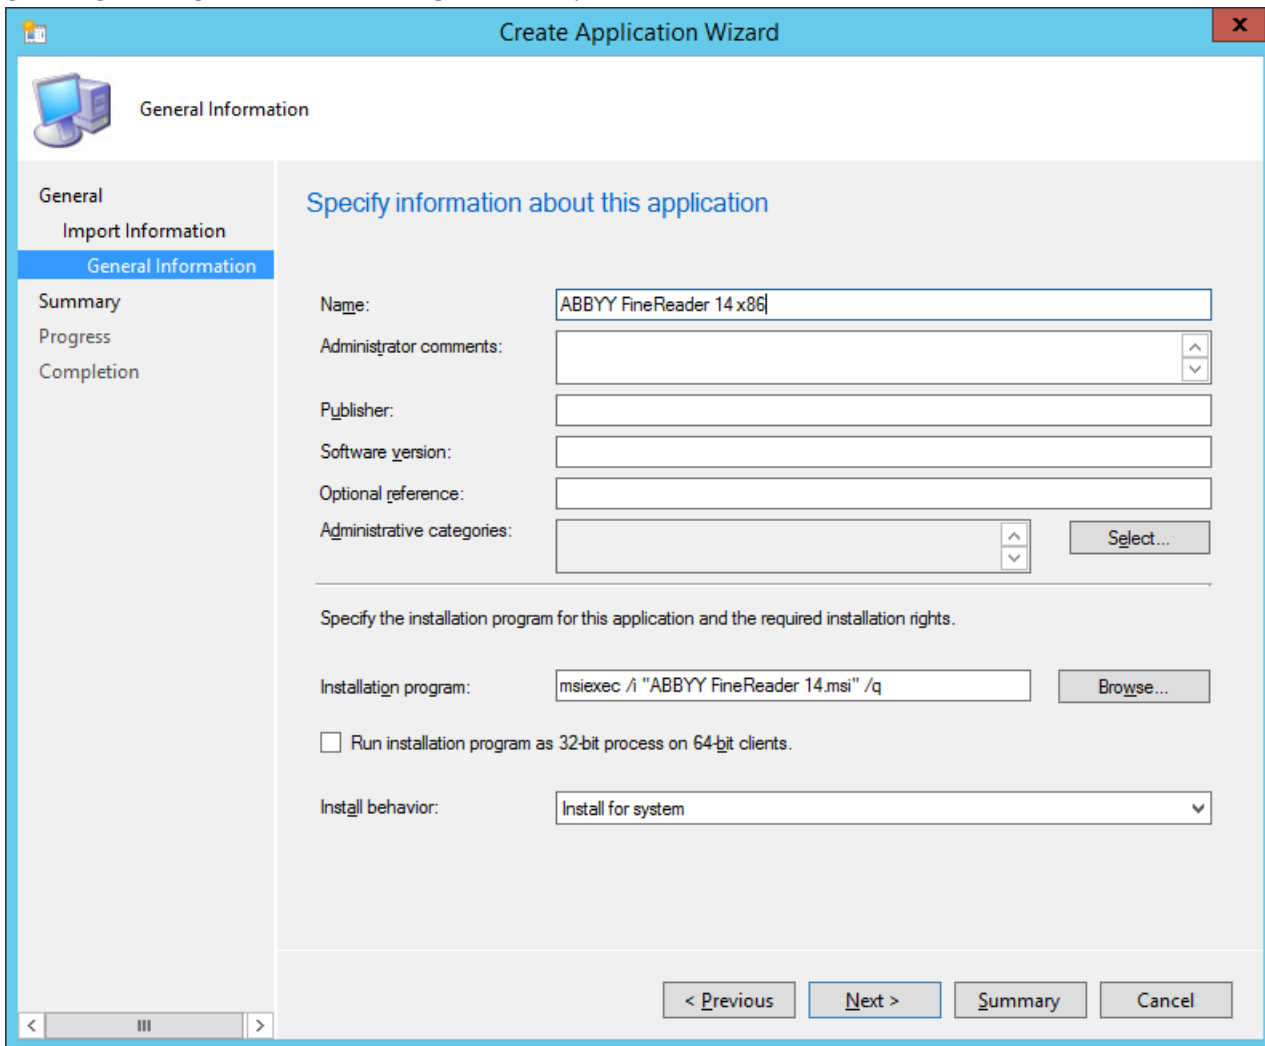 Create Application Wizard
x
General Information
General
Import Information
General Information
Summary
Progress
Completion
Specify information about this application
Name:
ABBYY FineReader 14 x86
Administrator comments:
Publisher:
Software version:
Optional reference:
Administrative categories:
Select...
Specify the installation program for this application and the required installation rights.
Installation program:
msiexec /i "ABBYY FineReader 14.msi" /q
Browse...
Run installation program as 32-bit process on 64-bit clients.
Install behavior:
Install for system
< Previous
Next >
Summary
Cancel